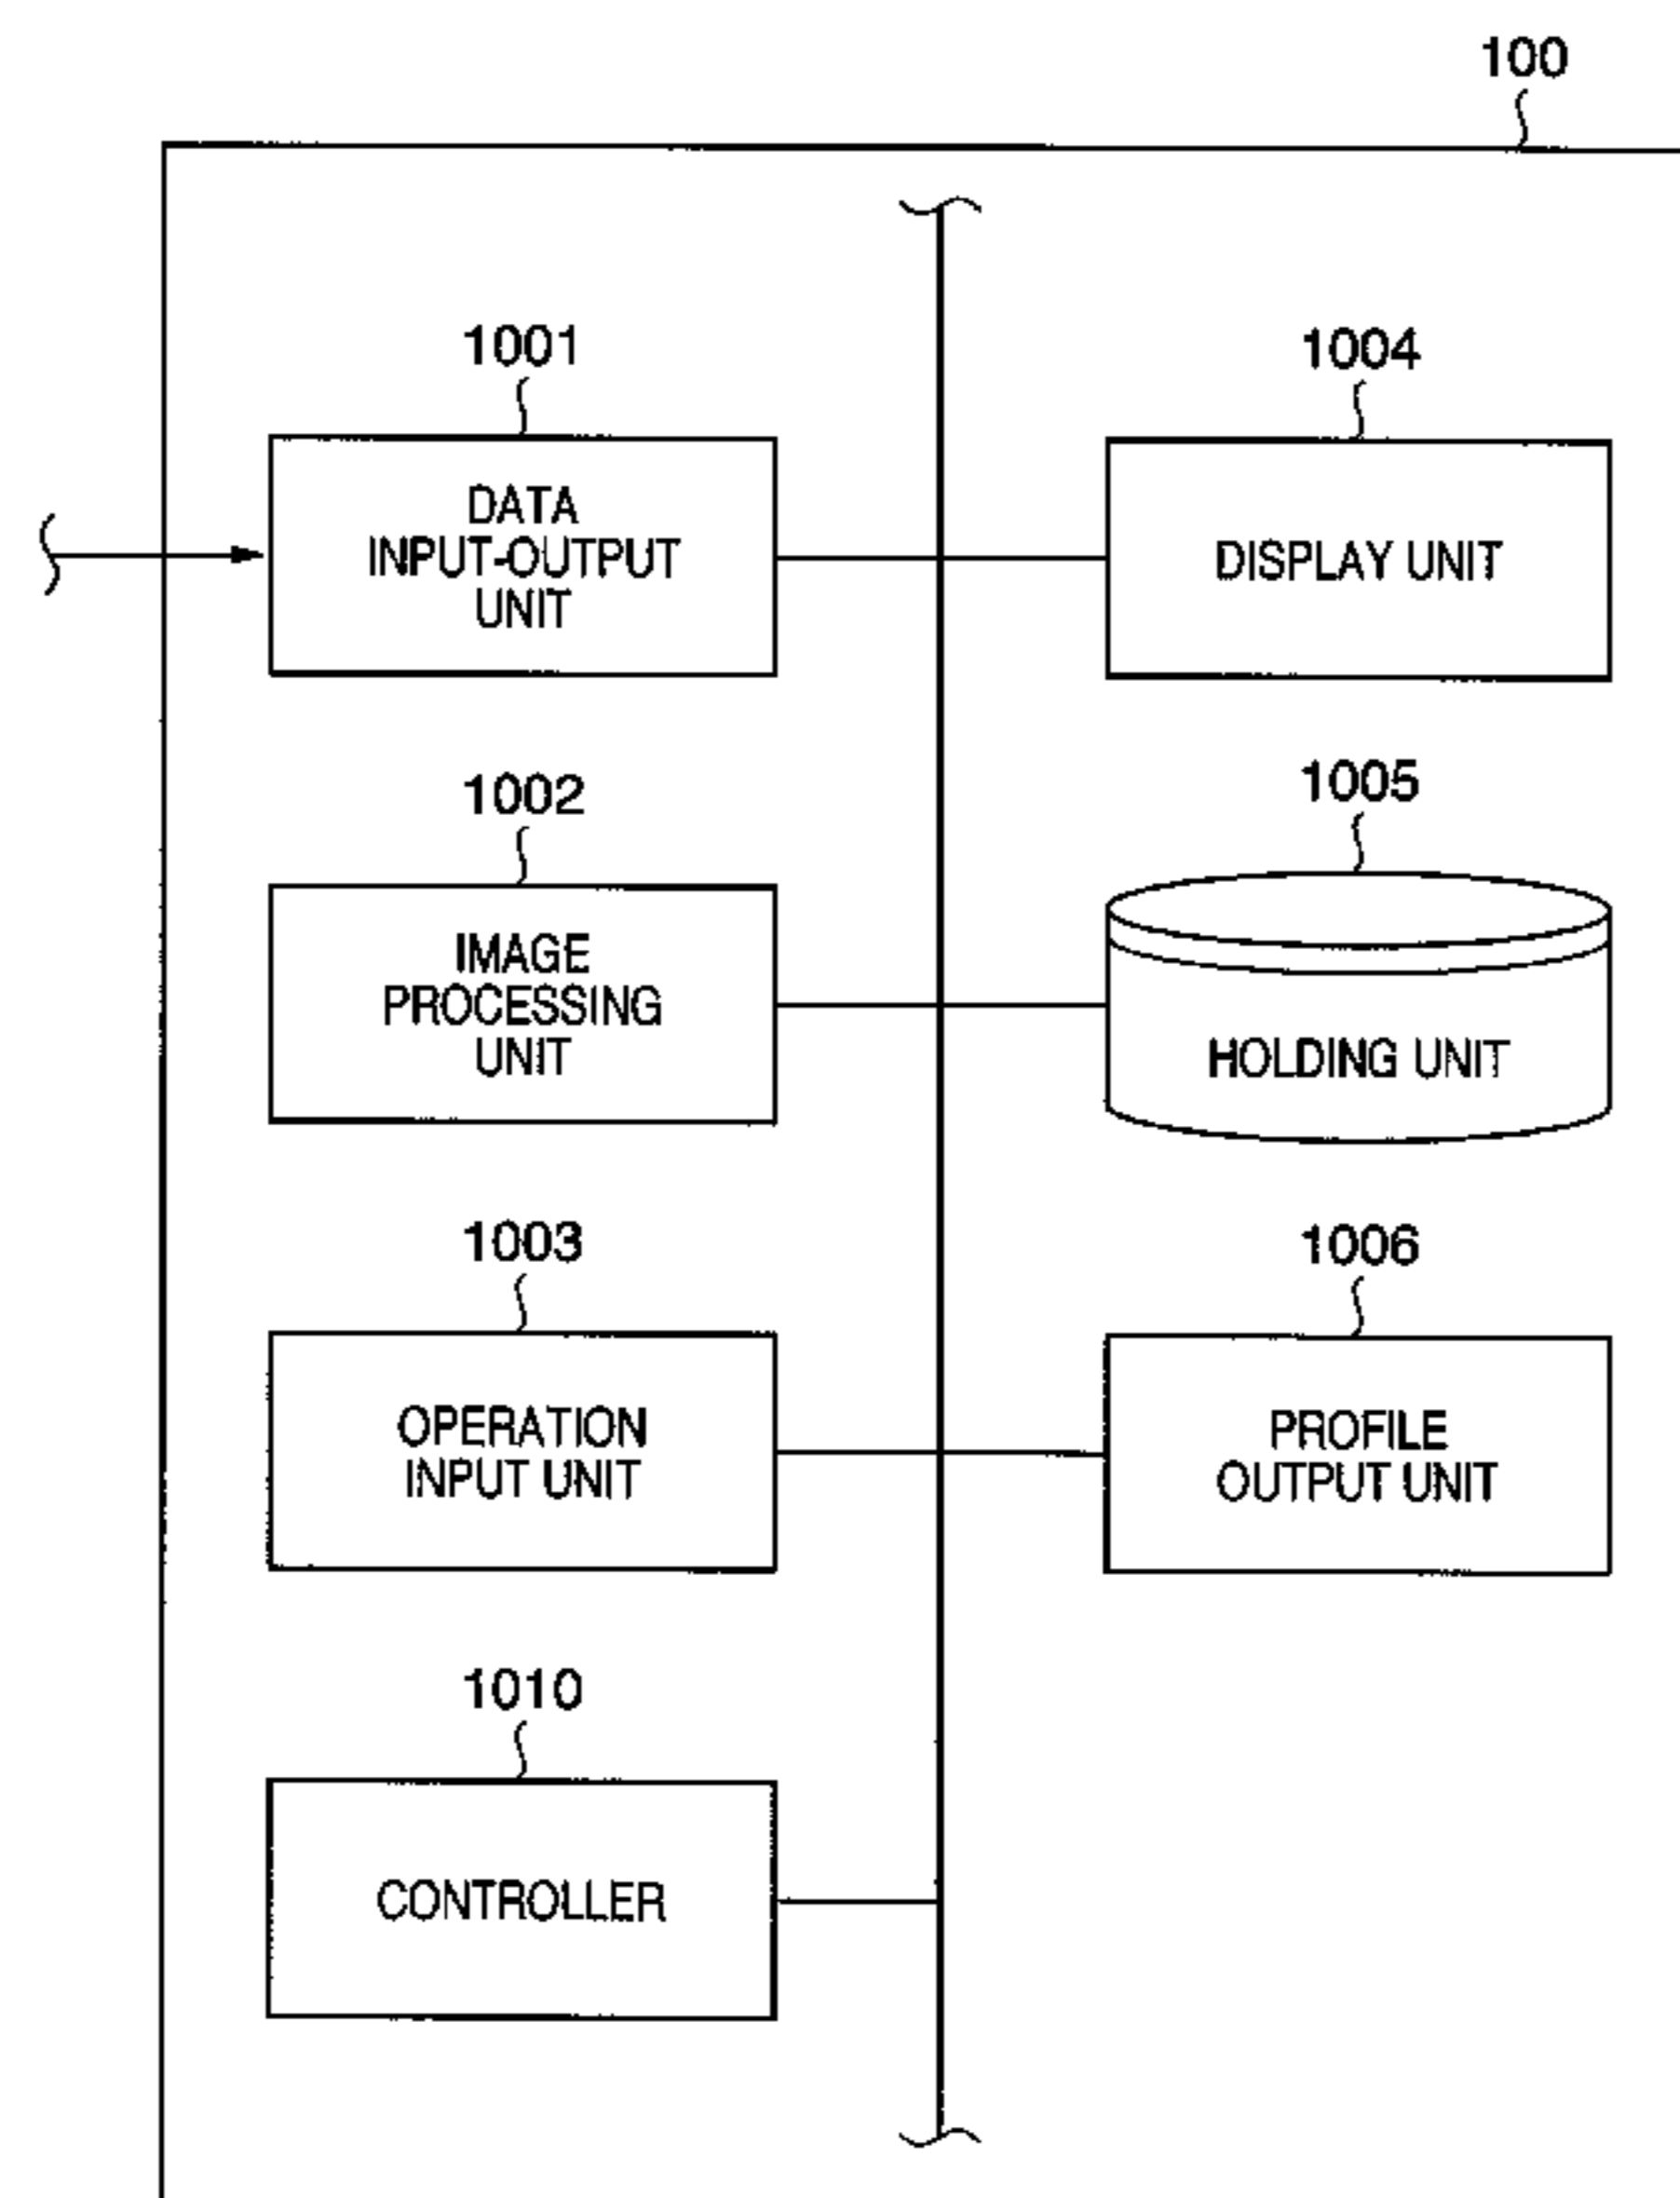 100
1001
DATA
INPUT-OUTPUT
UNIT
1004
DISPLAY UNIT
1002
IMAGE
PROCESSING
UNIT
1005
HOLDING UNIT
1003
OPERATION
INPUT UNIT
1006
PROFILE
OUTPUT UNIT
1010
CONTROLLER